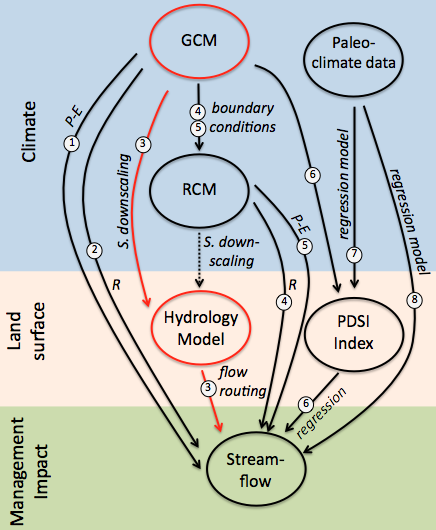 GCM
Paleo-
climate data
P-E
1
4
boundary
5
conditions
3
Climate
S. downscaling
6
regression model
regression model
RCM
P-E
5
S. down-
scaling
7
2
R
R
4
8
Land
surface
Hydrology
Model
PDSI
Index
3
flow
routing
6
regression
Management
Impact
Stream-
flow